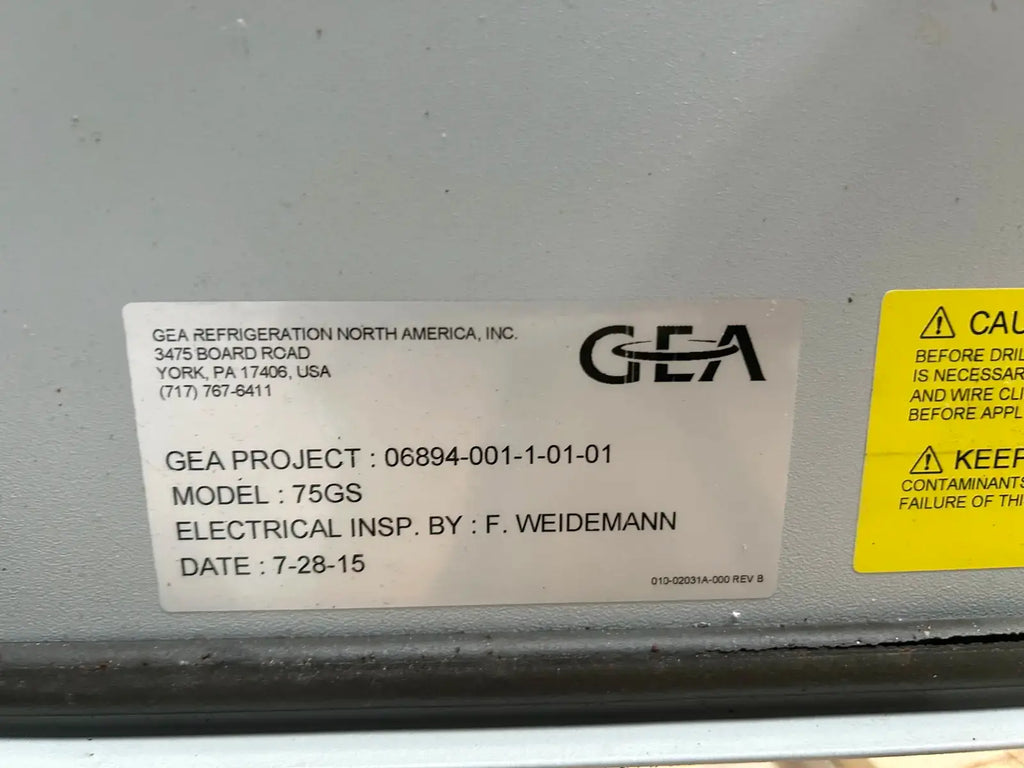 GEA REFRIGERATION NORTH AMERICA, INC.
3475 BOARD ROAD
YORK, PA 17406, USA
(717) 767-6411
GEA
GEA PROJECT : 06894-001-1-01-01
MODEL : 75GS
ELECTRICAL INSP. BY : F. WEIDEMANN
DATE : 7-28-15
010-02031A-000 REV B
CAU
BEFORE DRIL
IS NECESSAR
AND WIRE CLI
BEFORE APPL
KEEP
CONTAMINANTS
FAILURE OF THI